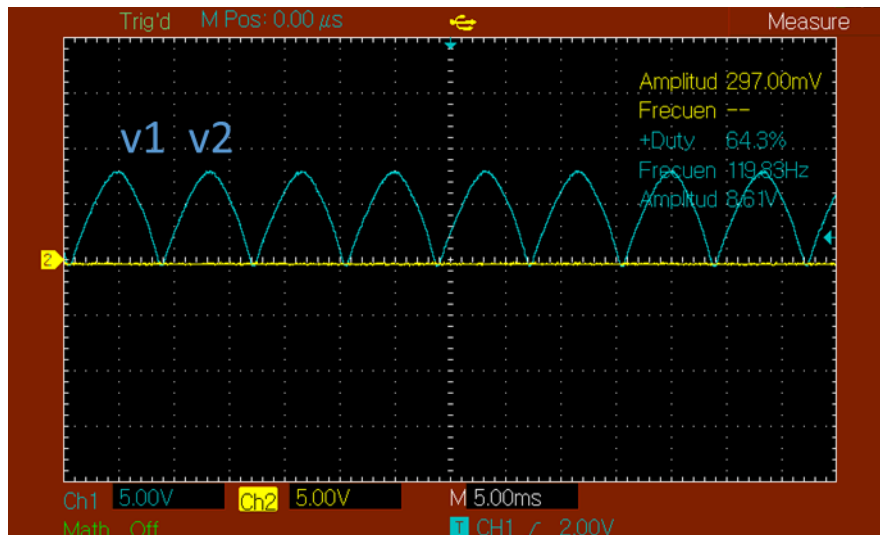 Trig'd M Pos: 0.00 μs Measure
Amplitud 297.00mV
Frecuen --
v1 v2
+Duty 64.3%
Frecuen 119.83Hz
Amplitud 8.61V
2
Ch1 5.00V Ch2 5.00V M 5.00ms
Math Off T CH1 2.00V